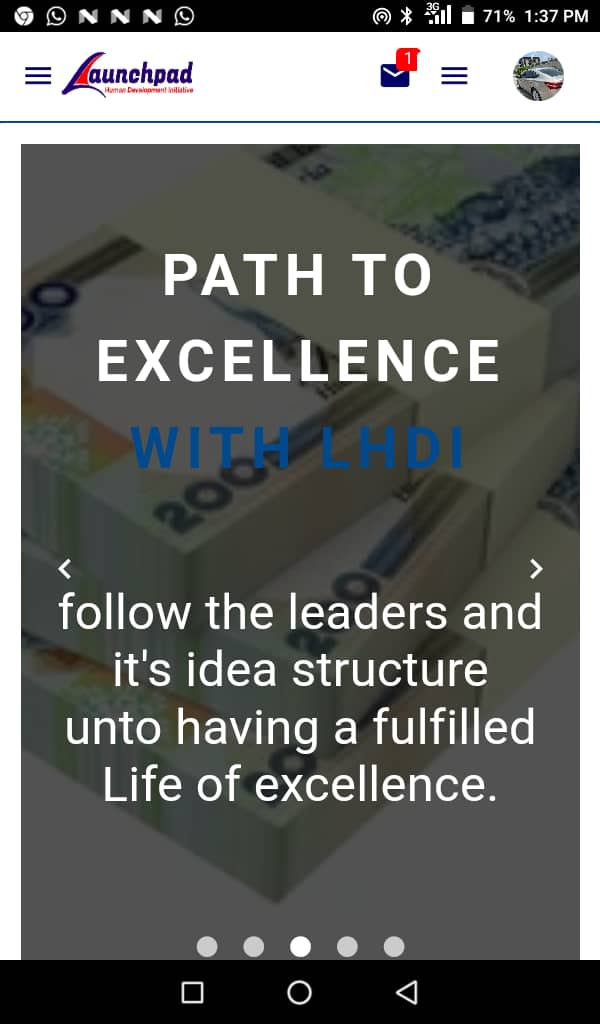 71% 1:37 PM
3G
Launchpad
Human Development Initiative
1
PATH TO
EXCELLENCE
WITH LHDI
200
follow the leaders and
it's idea structure
unto having a fulfilled
Life of excellence.